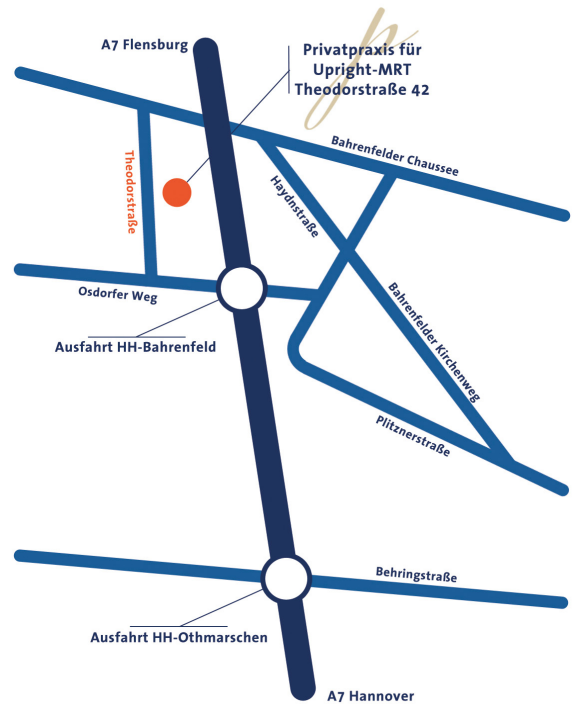 A7 Flensburg
Privatpraxis für
Upright-MRT
Theodorstraße 42
Bahrenfelder Chaussee
Theodorstraße
Haydnstraße
Osdorfer Weg
Bahrenfelder Kirchenweg
Ausfahrt HH-Bahrenfeld
Plitznerstraße
Behringstraße
Ausfahrt HH-Othmarschen
A7 Hannover